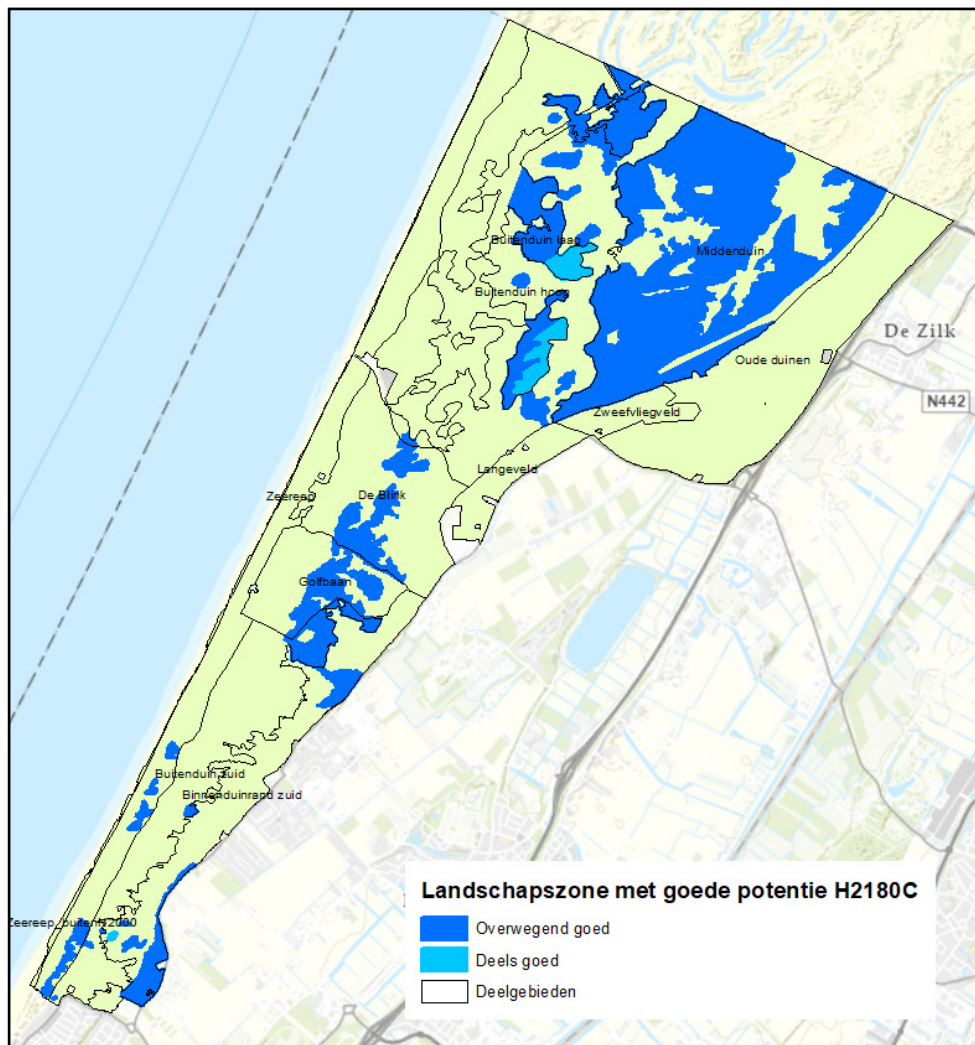 Buitenduin laag
Middenduin
Buitenduin hoog
De Zilk
Oude duinen
N442
Zweefvliegveld
Langeveld
Zeereep
De Blink
Golfbaan
Buitenduin zuid
Binnenduinrand zuid
Zeereep_buitenN2000
Landschapszone met goede potentie H2180C
Overwegend goed
Deels goed
Deelgebieden